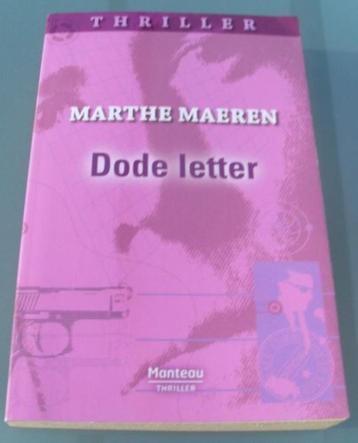 THRILLER
MARTHE MAEREN
Dode letter
Manteau
THRILLER